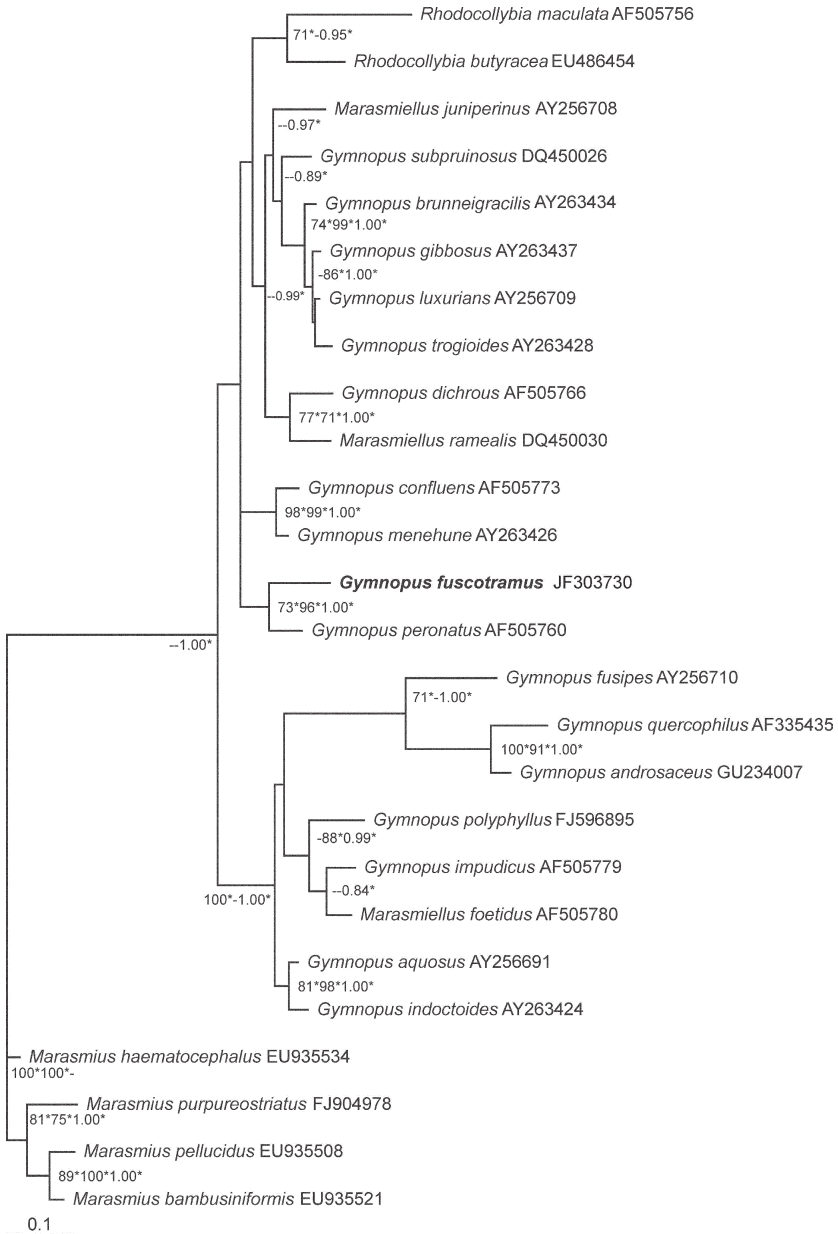 Rhodocollybia maculata AF505756
71*-0.95*
Rhodocollybia butyracea EU486454
Marasmiellus juniperinus AY256708
--0.97*
Gymnopus subpruinosus DQ450026
--0.89*
Gymnopus brunneigracilis AY263434
74*99*1.00*
Gymnopus gibbosus AY263437
-86*1.00*
--0.99*
Gymnopus luxurians AY256709
Gymnopus trogioides AY263428
Gymnopus dichrous AF505766
77*71*1.00*
Marasmiellus ramealis DQ450030
Gymnopus confluens AF505773
98*99*1.00*
Gymnopus menehune AY263426
Gymnopus fuscotramus JF303730
73*96*1.00*
Gymnopus peronatus AF505760
--1.00*
Gymnopus fusipes AY256710
71*-1.00*
Gymnopus quercophilus AF335435
100*91*1.00*
Gymnopus androsaceus GU234007
Gymnopus polyphyllus FJ596895
-88*0.99*
Gymnopus impudicus AF505779
--0.84*
100*-1.00*
Marasmiellus foetidus AF505780
Gymnopus aquosus AY256691
81*98*1.00*
Gymnopus indoctoides AY263424
Marasmius haematocephalus EU935534
100*100*-
Marasmius purpureostriatus FJ904978
81*75*1.00*
Marasmius pellucidus EU935508
89*100*1.00*
Marasmius bambusiniformis EU935521
0.1